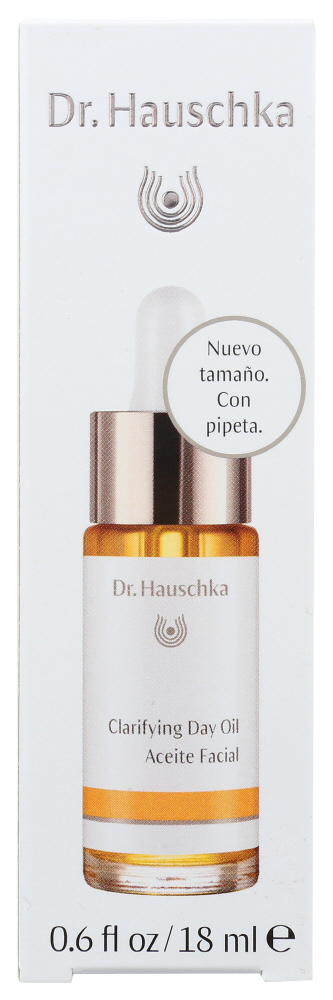 Dr. Hauschka
Nuevo
tamaño.
Con
pipeta.
Dr. Hauschka
Clarifying Day Oil
Aceite Facial
0.6 fl oz/18 ml ℮